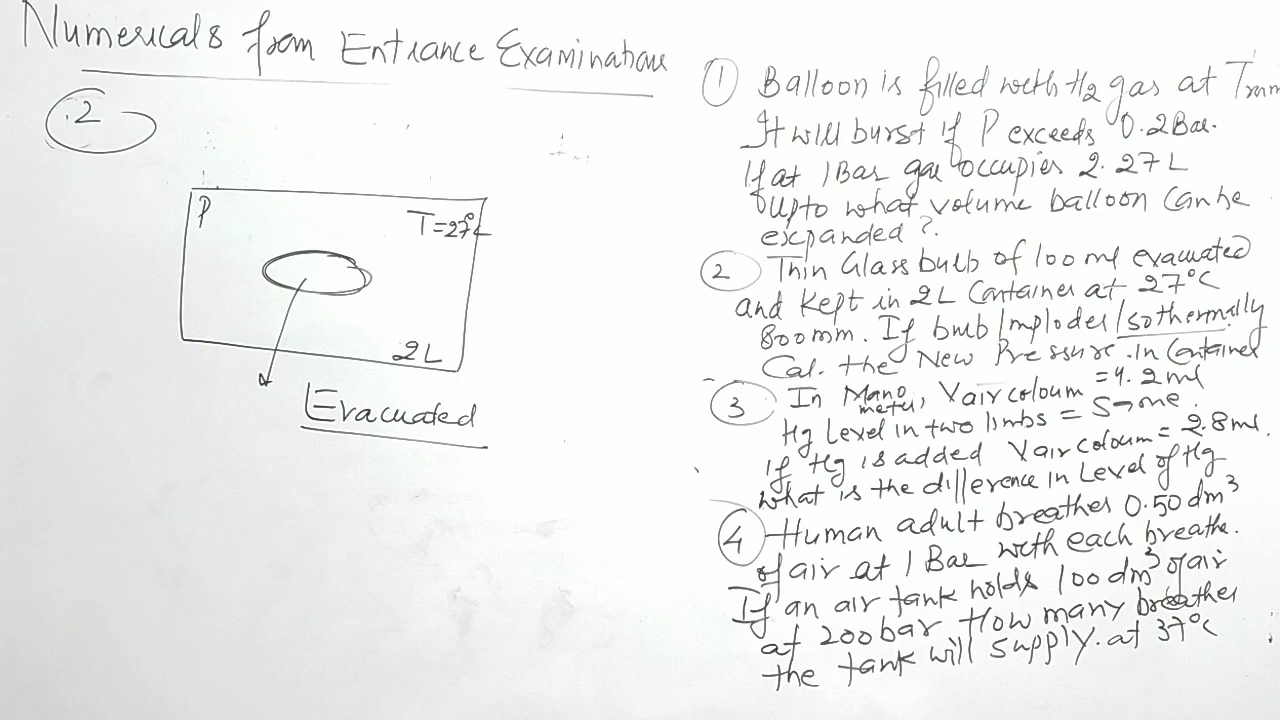 Numericals from Entrance Examinations
.2
P
T=27°C
2L
Evacuated
① Balloon is filled with H2 gas at Troom
It will burst if P exceeds 0.2Bar.
If at 1Bar gas occupies 2.27L
Upto what volume balloon can be
expanded?
② Thin Glass bulb of 100 ml evacuated
and Kept in 2L Container at 27°C
800mm. If bulb Implodes Isothermally
Cal. the New Pressure. In Container
③ In Manometer, Vair coloum = 4.2ml
Hg Level in two limbs = Same.
If Hg is added Vair coloum = 2.8ml.
What is the difference in Level of Hg
④ Human adult breathes 0.50 dm3
of air at 1 Bar with each breathe.
If an air tank holds 100 dm3 of air
at 200bar How many breathes
the tank will supply. at 37°C